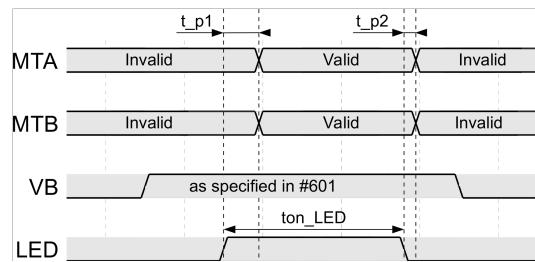 t_p1 t_p2
MTA Invalid Valid Invalid
MTB Invalid Valid Invalid
VB as specified in #601
ton_LED
LED